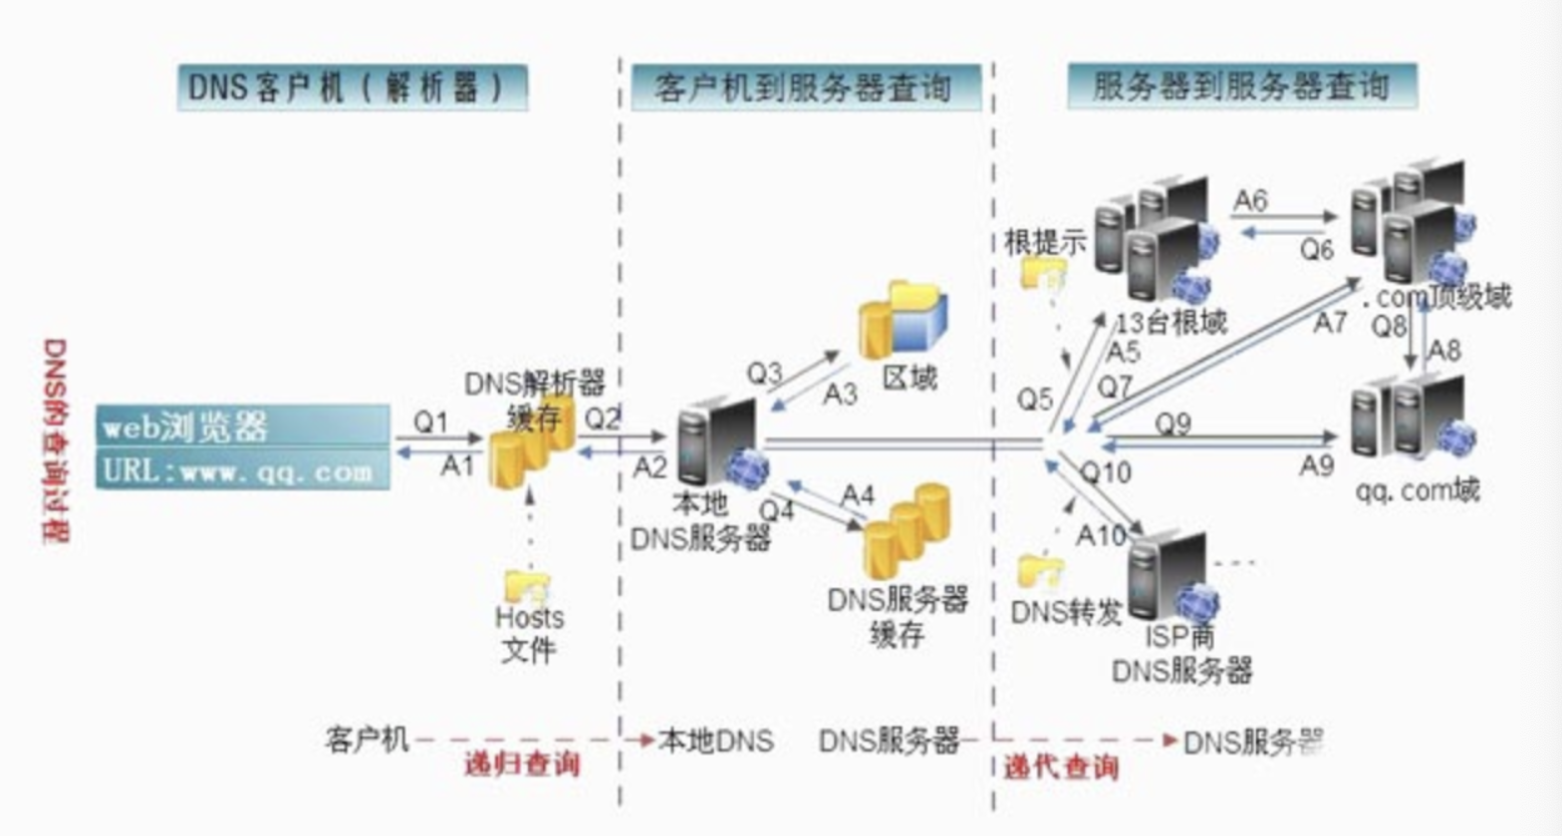 DNS客户机（解析器）
客户机到服务器查询
服务器到服务器查询
DNS的查询过程
web浏览器
URL:www.qq.com
Q1
A1
DNS解析器
缓存
Hosts
文件
Q2
A2
本地
DNS服务器
Q3
A3
区域
Q4
A4
DNS服务器
缓存
根提示
13台根域
Q5
A5
A6
Q6
.com顶级域
Q7
A7
Q8
A8
Q9
A9
qq.com域
Q10
A10
DNS转发
ISP商
DNS服务器
客户机
递归查询
本地DNS
DNS服务器
递代查询
DNS服务器